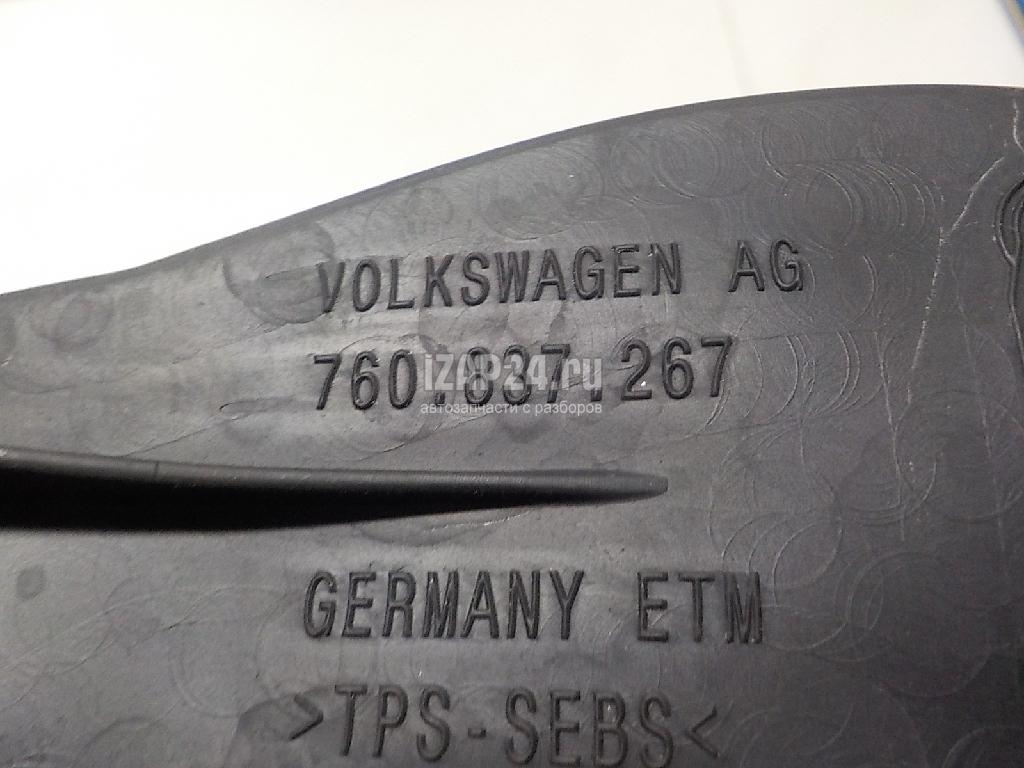 VOLKSWAGEN AG
760.837.267
iZAP24.ru
автозапчасти с разборов
GERMANY ETM
>TPS-SEBS<